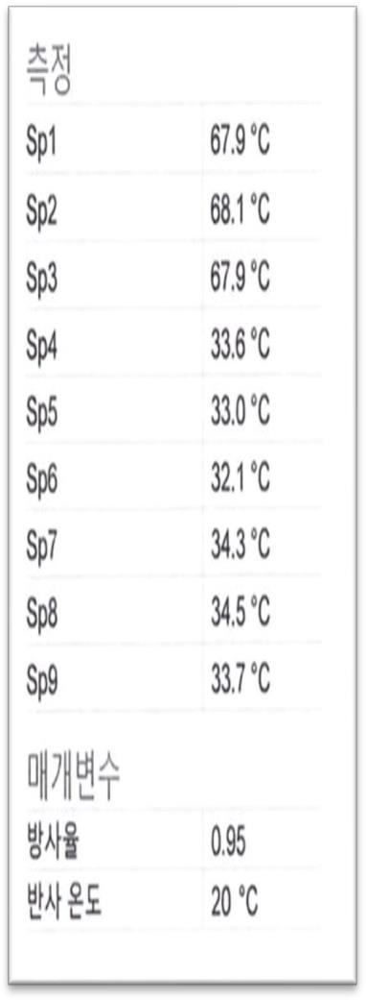 측정
Sp1 67.9 °C
Sp2 68.1 °C
Sp3 67.9 °C
Sp4 33.6 °C
Sp5 33.0 °C
Sp6 32.1 °C
Sp7 34.3 °C
Sp8 34.5 °C
Sp9 33.7 °C
매개변수
방사율 0.95
반사 온도 20 °C